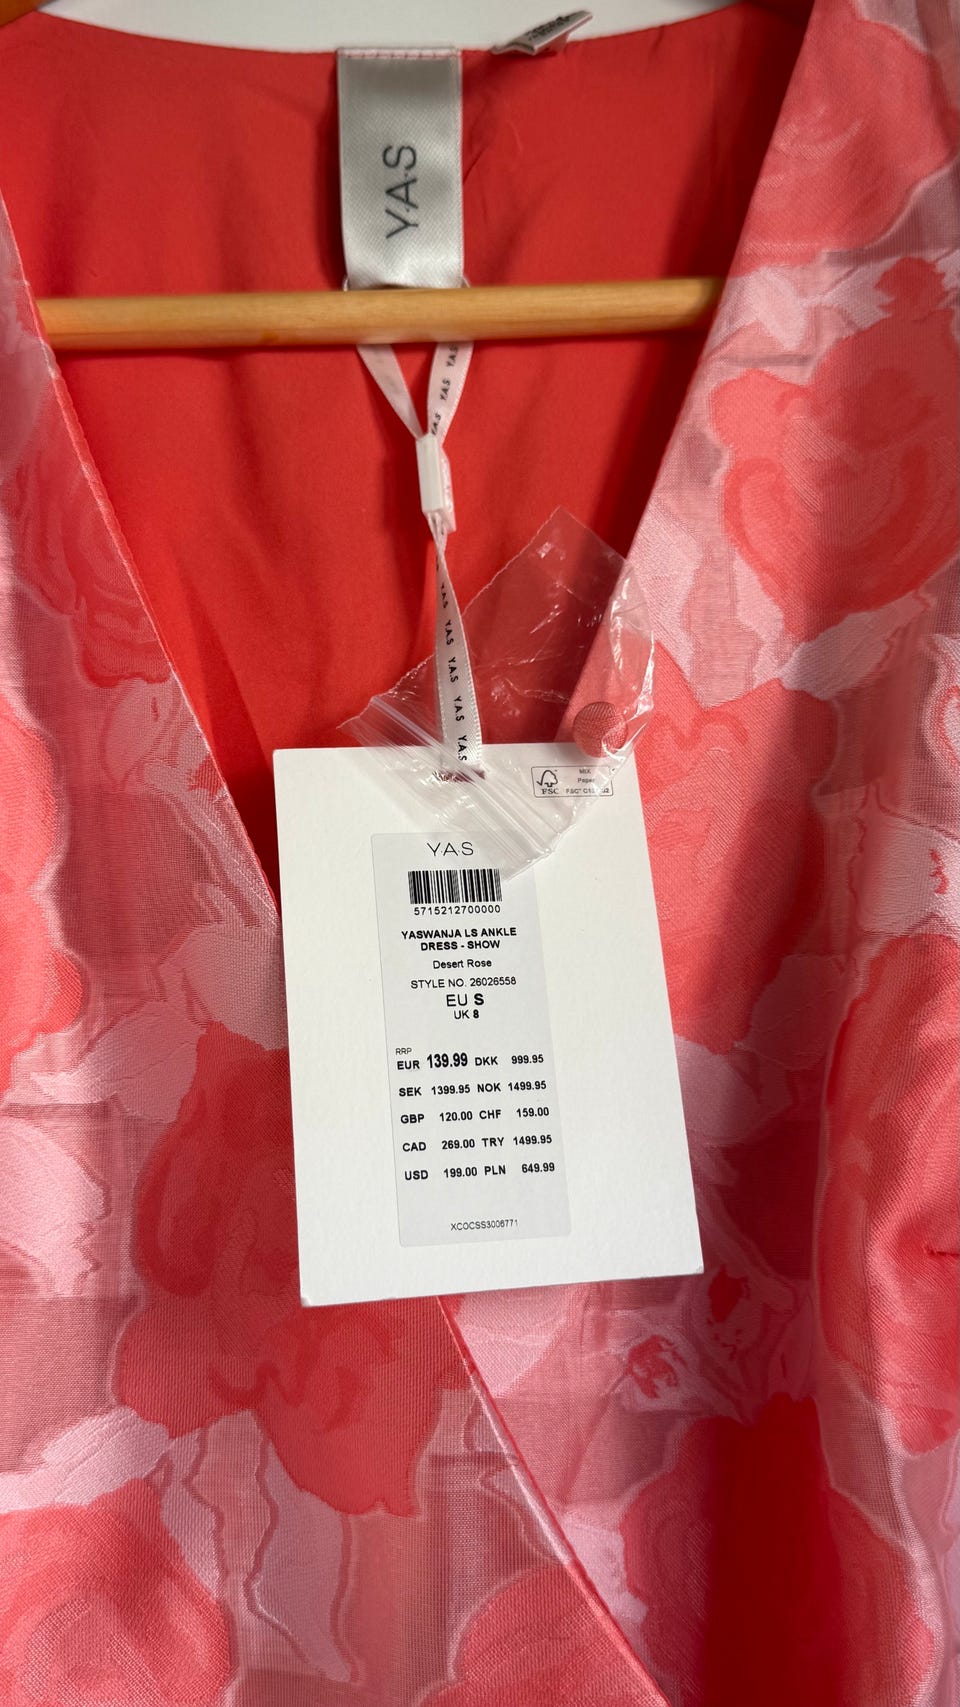 Y.A.S
YAS YAS YAS
YAS
Y.A.S Y.A.S Y.A.S Y.A.S Y.A.S
MIX
Paper
FSC
Y.A.S
5715212700000
YASWANJA LS ANKLE
DRESS - SHOW
Desert Rose
STYLE NO. 26026558
EU S
UK 8
RRP
EUR 139.99 DKK 999.95
SEK 1399.95 NOK 1499.95
GBP 120.00 CHF 159.00
CAD 269.00 TRY 1499.95
USD 199.00 PLN 649.99
XCOCSS3006771